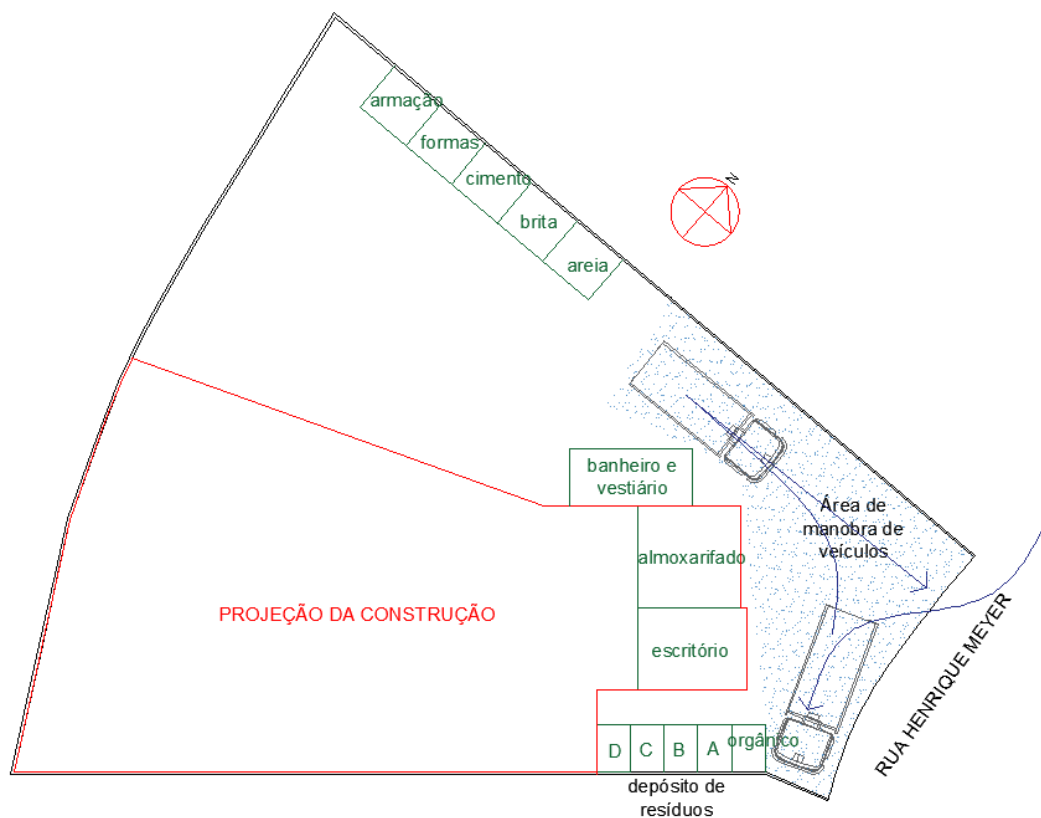 armação
formas
cimento
brita
areia
N
banheiro e
vestiário
Área de
manobra de
veículos
almoxarifado
PROJEÇÃO DA CONSTRUÇÃO
escritório
RUA HENRIQUE MEYER
D C B A orgânico
depósito de
resíduos